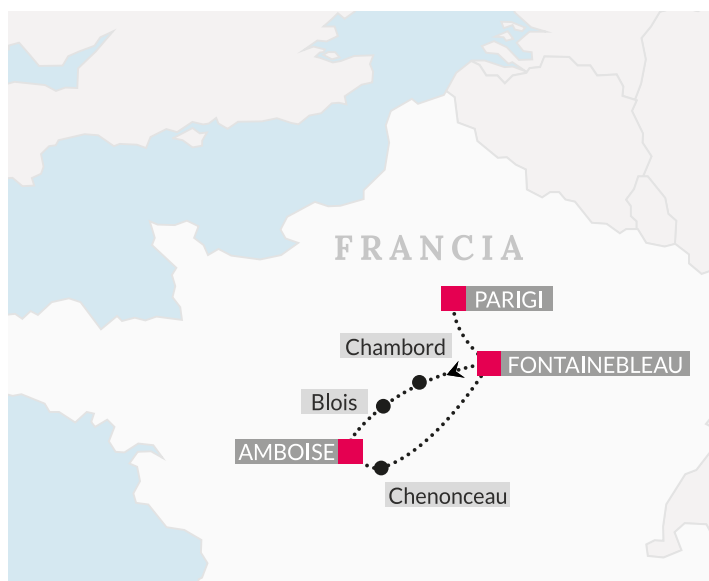 FRANCIA
PARIGI
Chambord
FONTAINEBLEAU
Blois
AMBOISE
Chenonceau